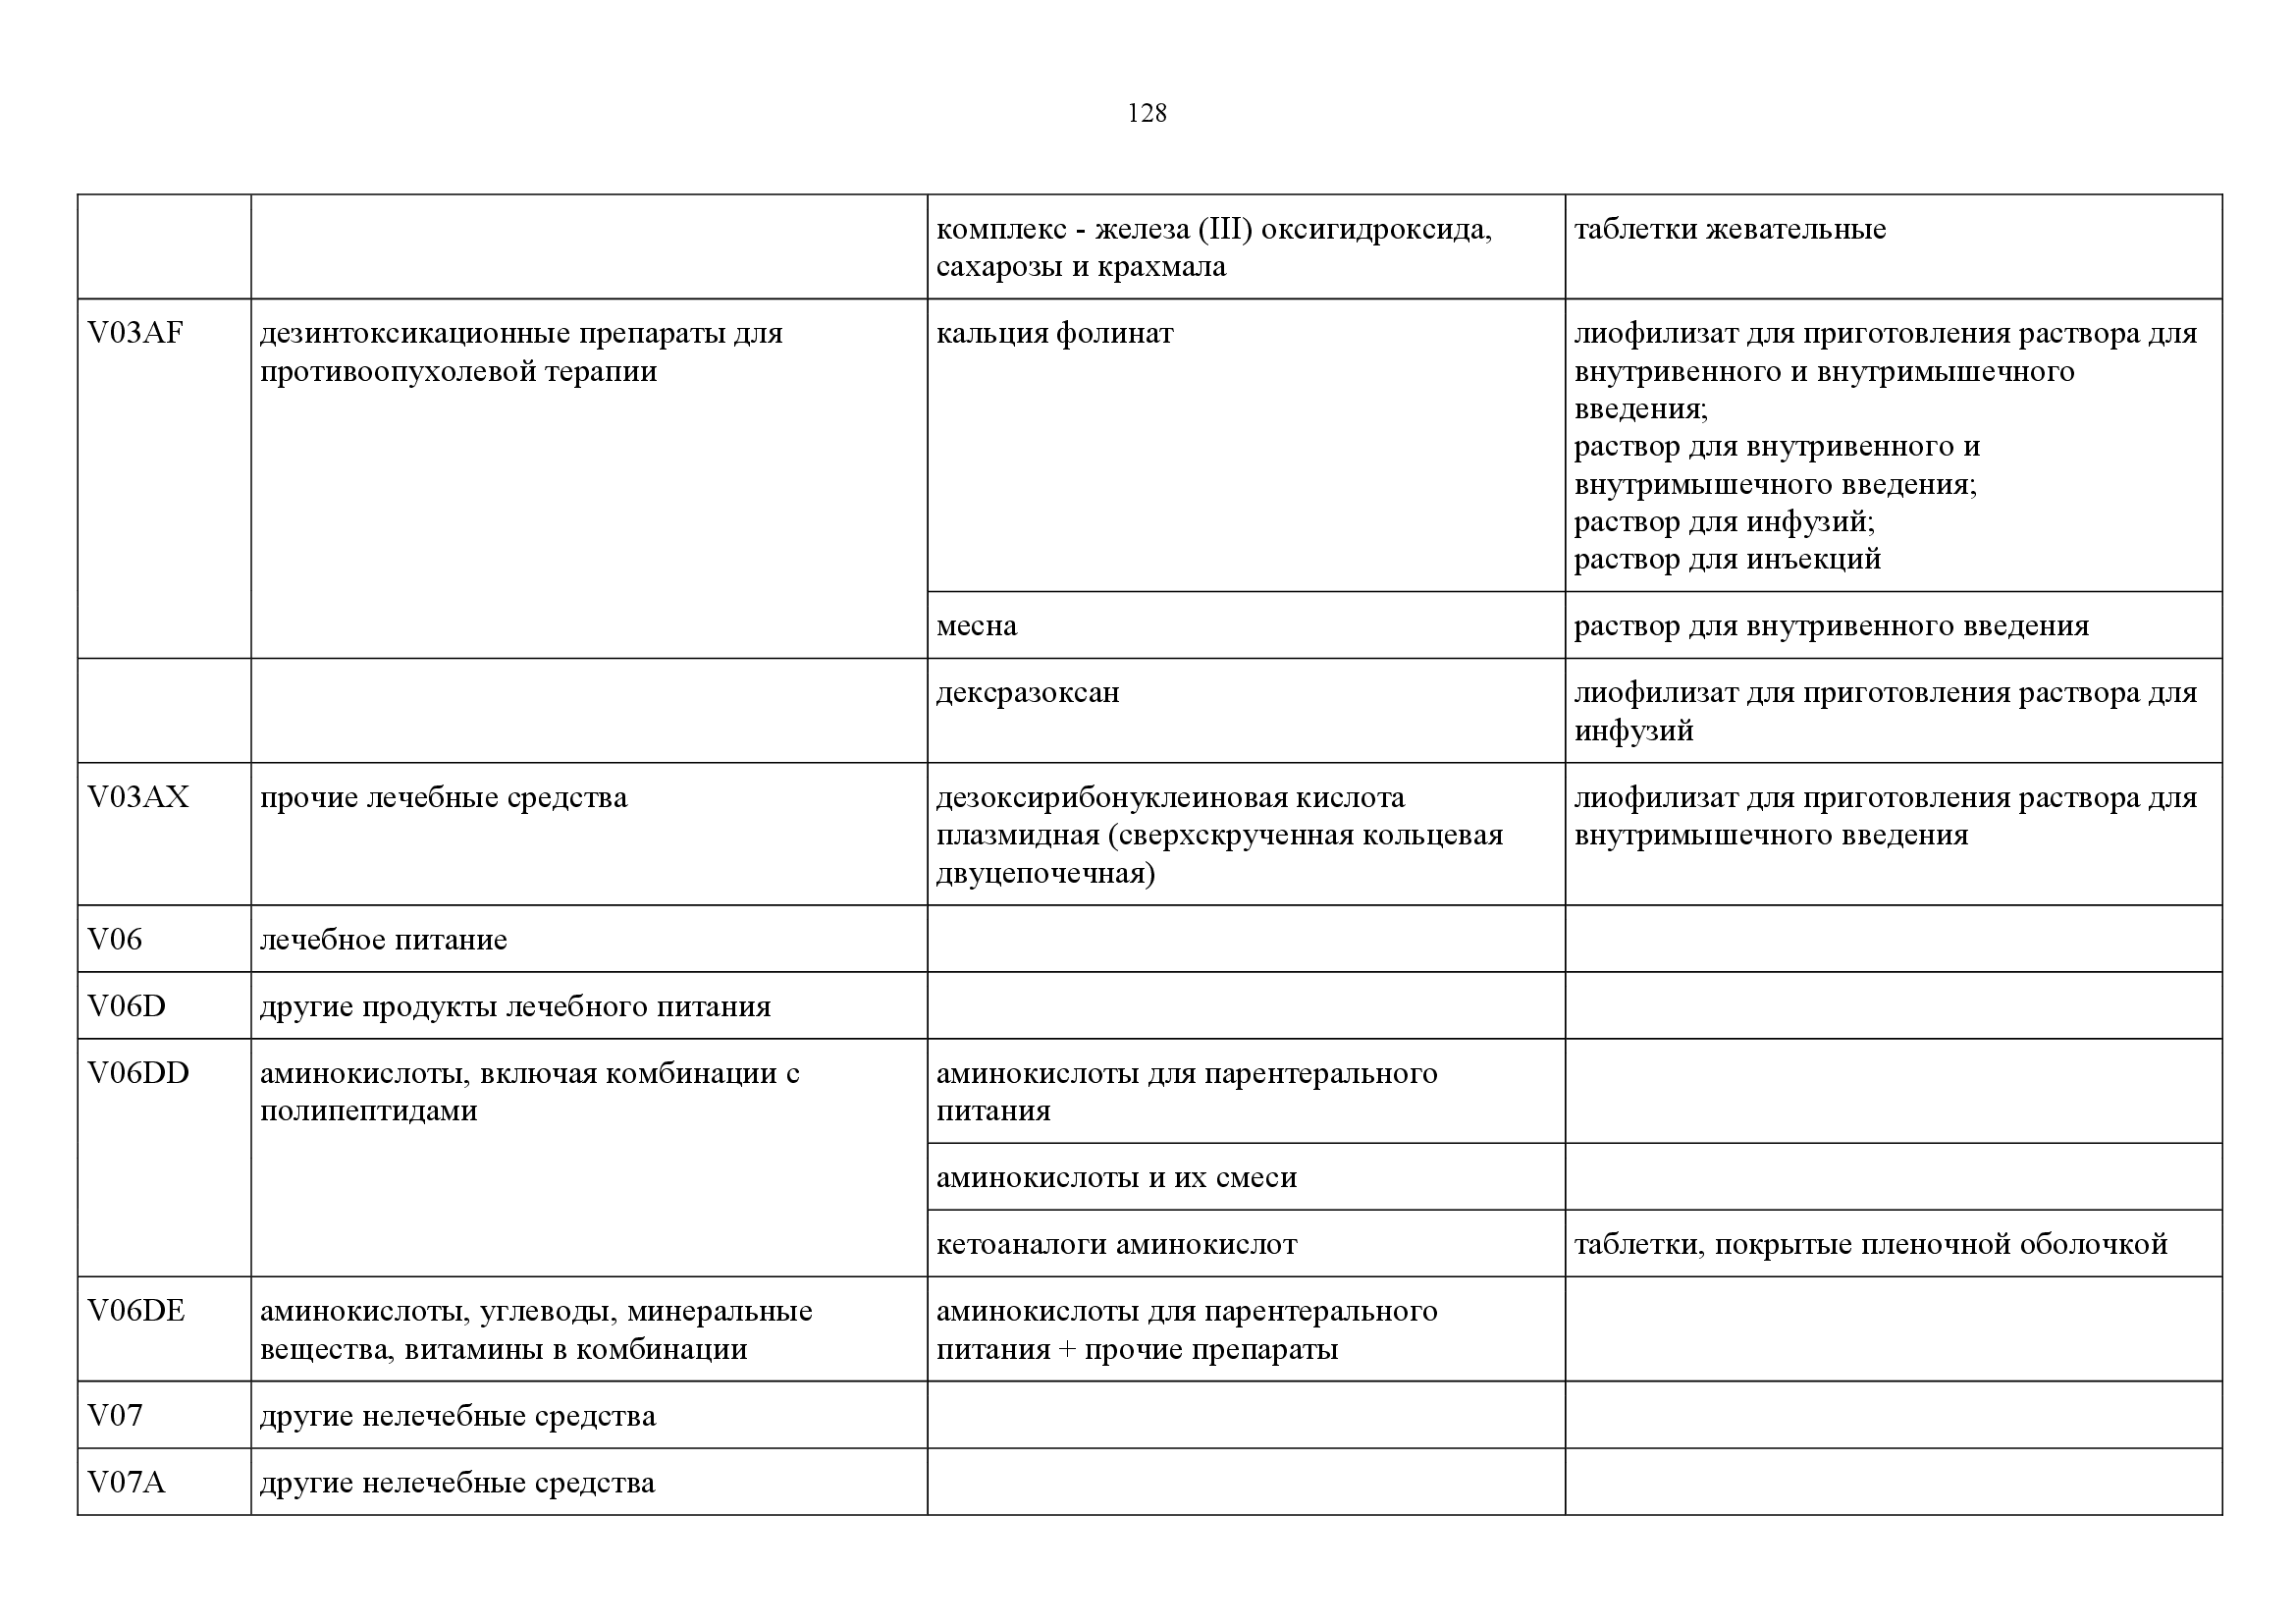 128
комплекс - железа (III) оксигидроксида,
сахарозы и крахмала
таблетки жевательные
V03AF
дезинтоксикационные препараты для
противоопухолевой терапии
кальция фолинат
лиофилизат для приготовления раствора для
внутривенного и внутримышечного
введения;
раствор для внутривенного и
внутримышечного введения;
раствор для инфузий;
раствор для инъекций
месна
раствор для внутривенного введения
дексразоксан
лиофилизат для приготовления раствора для
инфузий
V03AX
прочие лечебные средства
дезоксирибонуклеиновая кислота
плазмидная (сверхскрученная кольцевая
двуцепочечная)
лиофилизат для приготовления раствора для
внутримышечного введения
V06
лечебное питание
V06D
другие продукты лечебного питания
V06DD
аминокислоты, включая комбинации с
полипептидами
аминокислоты для парентерального
питания
аминокислоты и их смеси
кетоаналоги аминокислот
таблетки, покрытые пленочной оболочкой
V06DE
аминокислоты, углеводы, минеральные
вещества, витамины в комбинации
аминокислоты для парентерального
питания + прочие препараты
V07
другие нелечебные средства
V07A
другие нелечебные средства